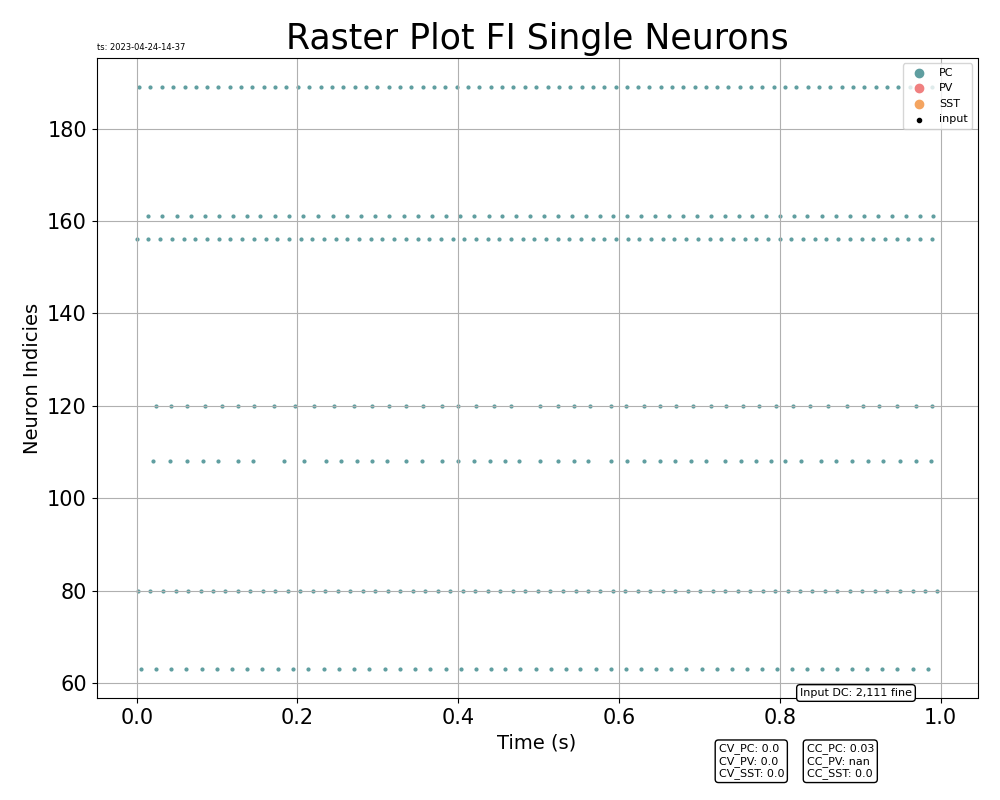 Raster Plot FI Single Neurons
ts: 2023-04-24-14-37
PC
PV
SST
input
180
160
140
120
100
80
60
Neuron Indicies
0.0 0.2 0.4 0.6 0.8 1.0
Time (s)
Input DC: 2,111 fine
CV_PC: 0.0
CV_PV: 0.0
CV_SST: 0.0
CC_PC: 0.03
CC_PV: nan
CC_SST: 0.0